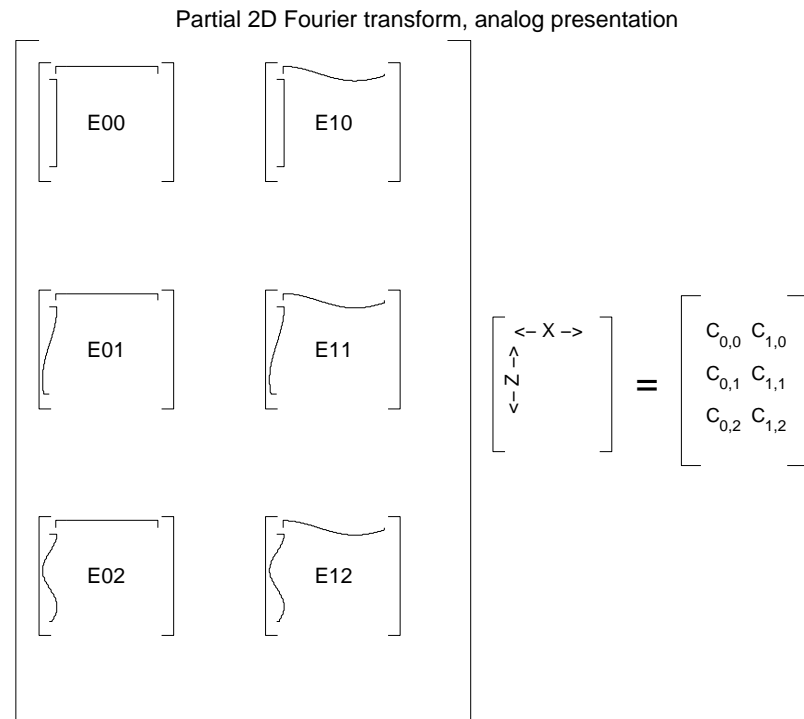 Partial 2D Fourier transform, analog presentation
E00 E10
E01 E11
<– X –>
<– Z –>
=
C0,0 C1,0
C0,1 C1,1
C0,2 C1,2
E02 E12